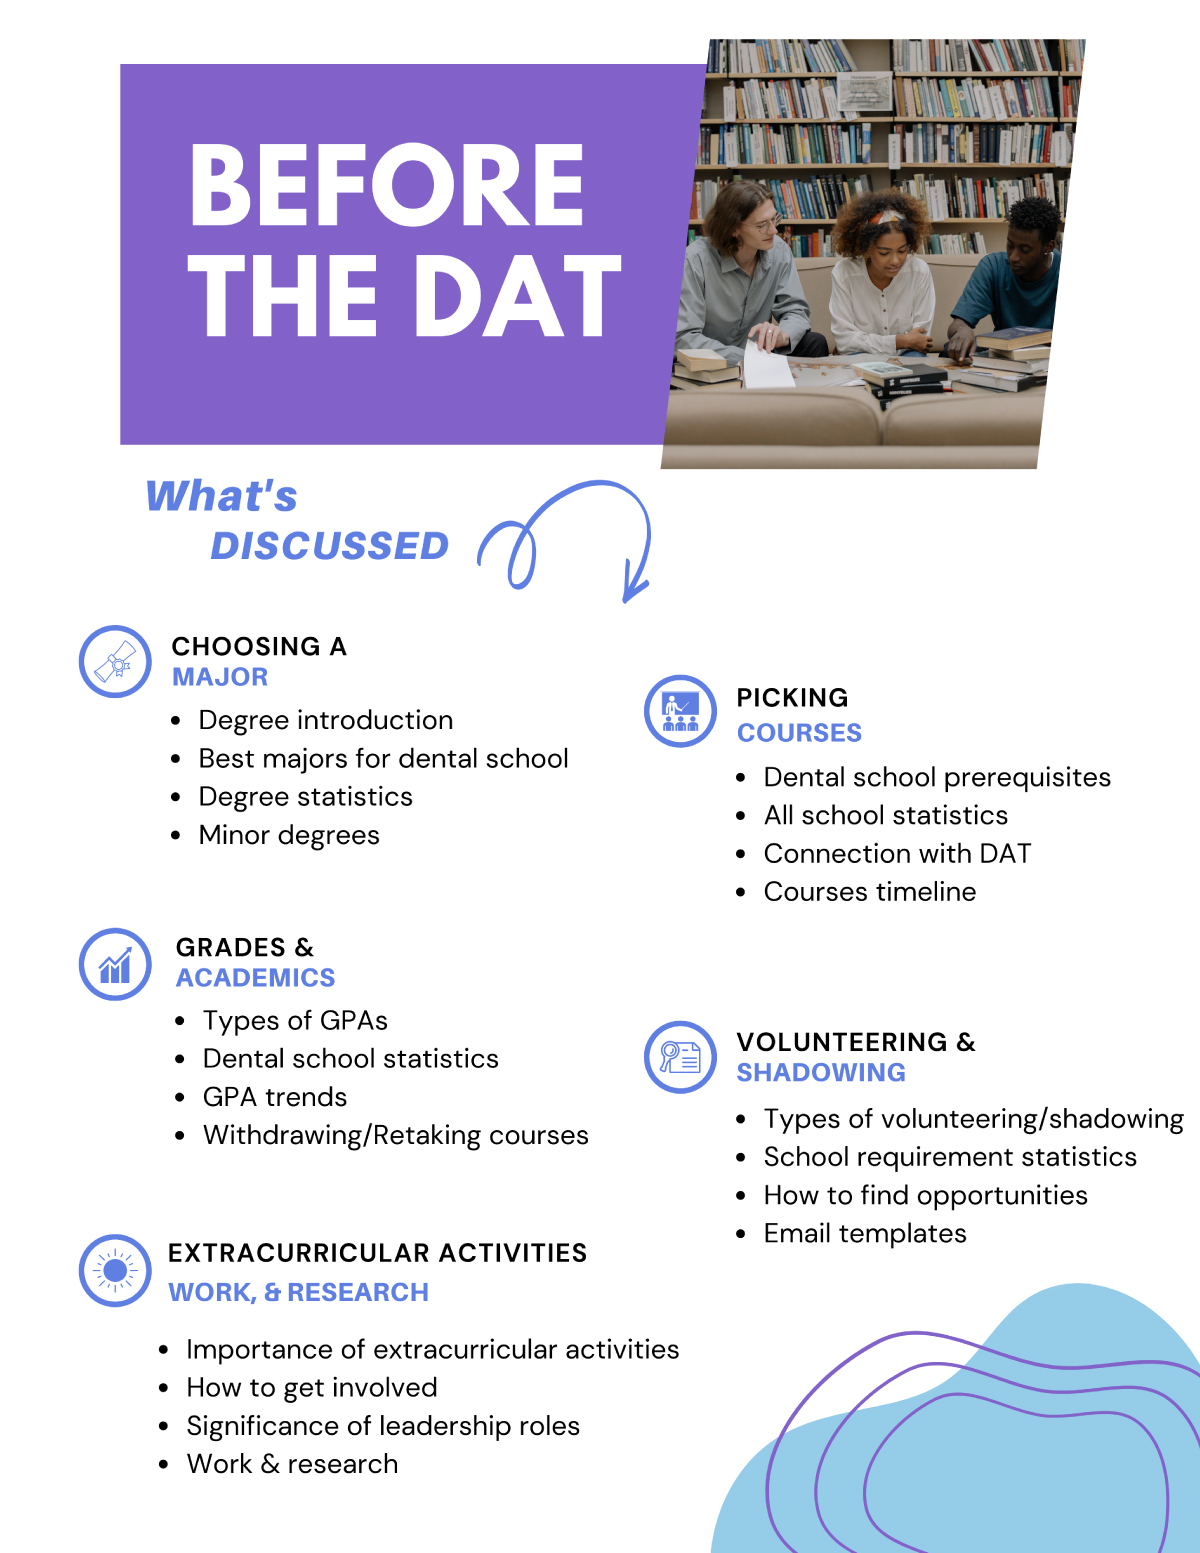 BEFORE
THE DAT
What's
DISCUSSED
CHOOSING A
MAJOR
• Degree introduction
• Best majors for dental school
• Degree statistics
• Minor degrees
PICKING
COURSES
• Dental school prerequisites
• All school statistics
• Connection with DAT
• Courses timeline
GRADES &
ACADEMICS
• Types of GPAs
• Dental school statistics
• GPA trends
• Withdrawing/Retaking courses
VOLUNTEERING &
SHADOWING
• Types of volunteering/shadowing
• School requirement statistics
• How to find opportunities
• Email templates
EXTRACURRICULAR ACTIVITIES
WORK, & RESEARCH
• Importance of extracurricular activities
• How to get involved
• Significance of leadership roles
• Work & research